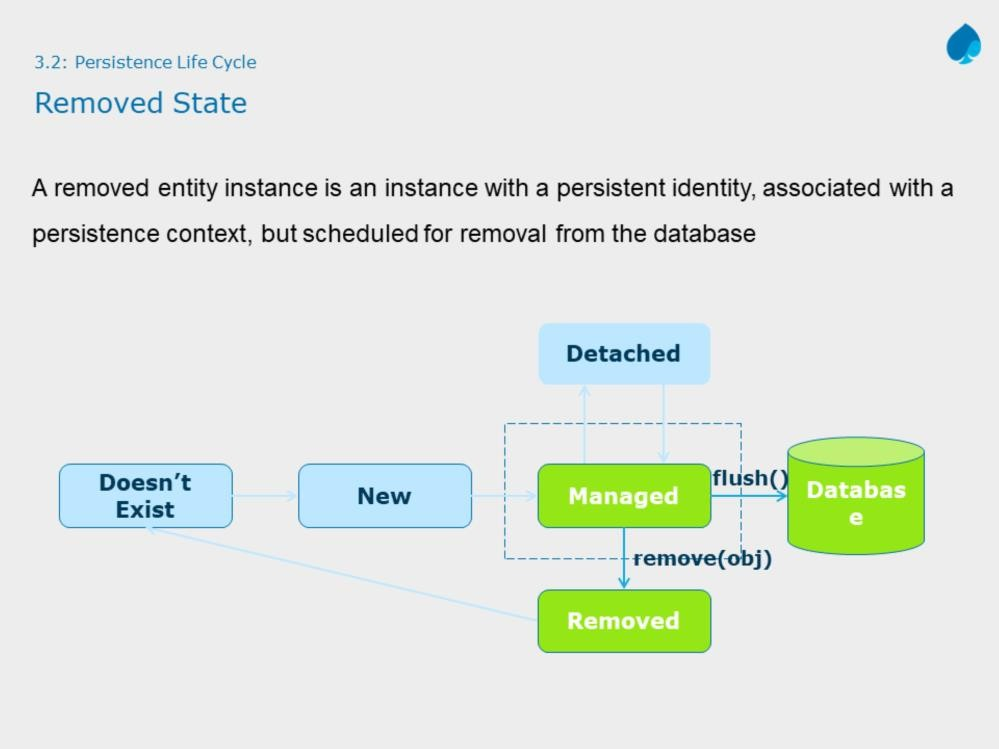 3.2: Persistence Life Cycle
Removed State
A removed entity instance is an instance with a persistent identity, associated with a
persistence context, but scheduled for removal from the database
Detached
Doesn’t
Exist
New
Managed
flush()
Databas
e
remove(obj)
Removed